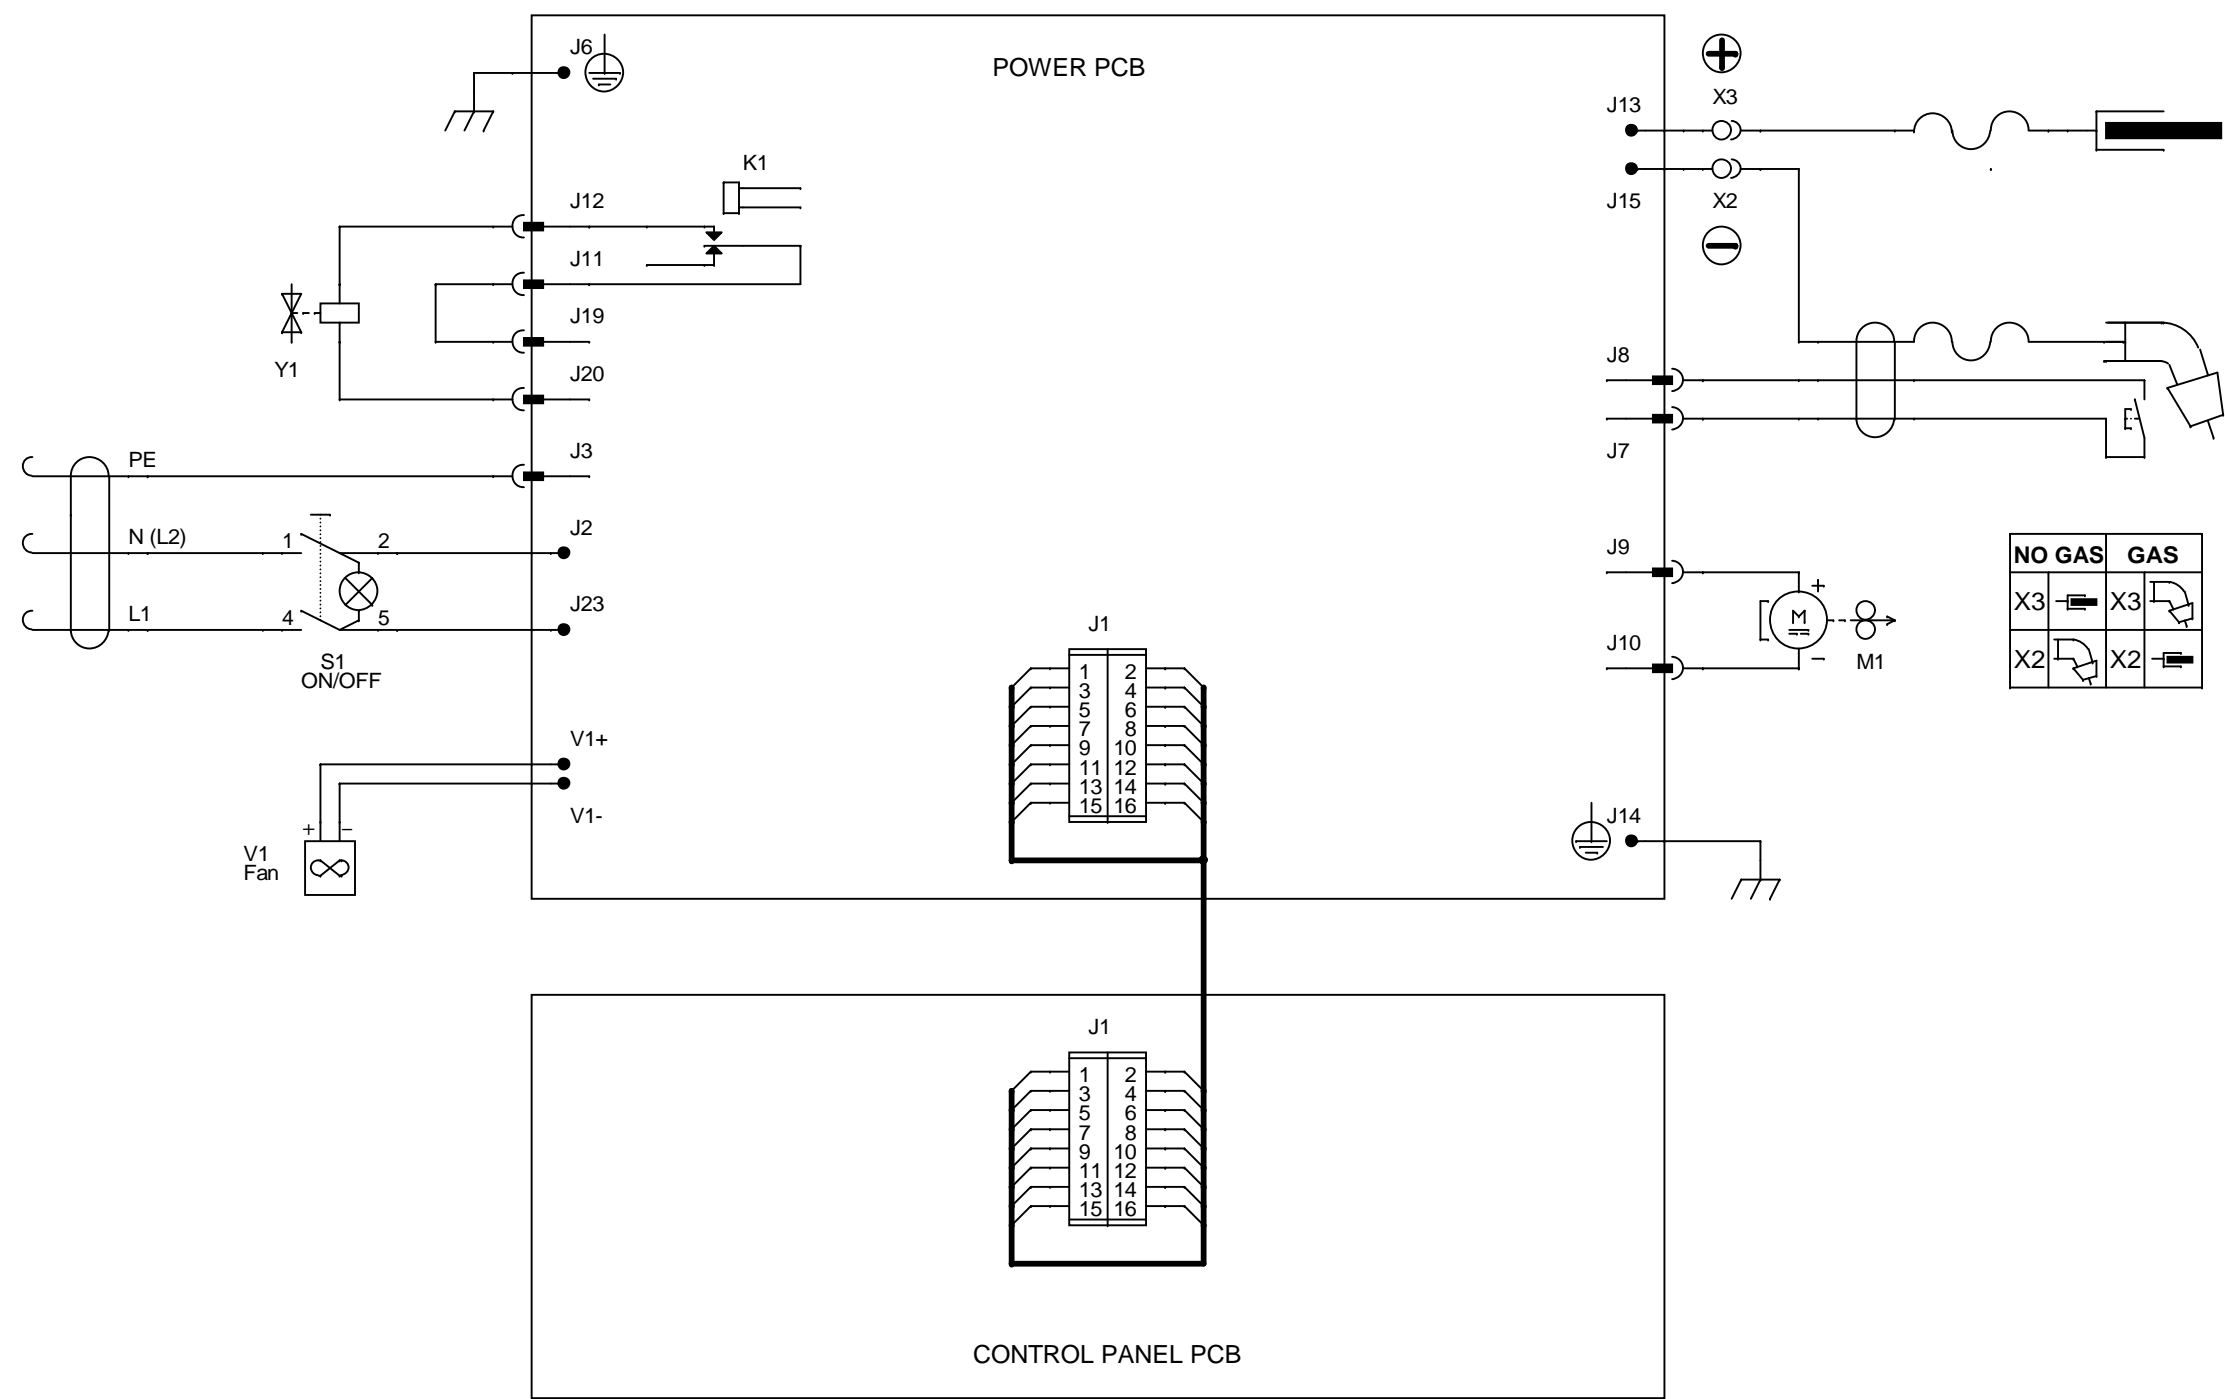 POWER PCB
J6
K1
J12
J11
J19
J20
Y1
J3
PE
N (L2)
1
2
J2
L1
4
5
J23
S1
ON/OFF
V1+
V1-
+
-
V1
Fan
J13
X3
J15
X2
J8
J7
J9
+
M
J10
-
M1
NO GAS GAS
X3 X3
X2 X2
J14
J1
1 2
3 4
5 6
7 8
9 10
11 12
13 14
15 16
J1
1 2
3 4
5 6
7 8
9 10
11 12
13 14
15 16
CONTROL PANEL PCB